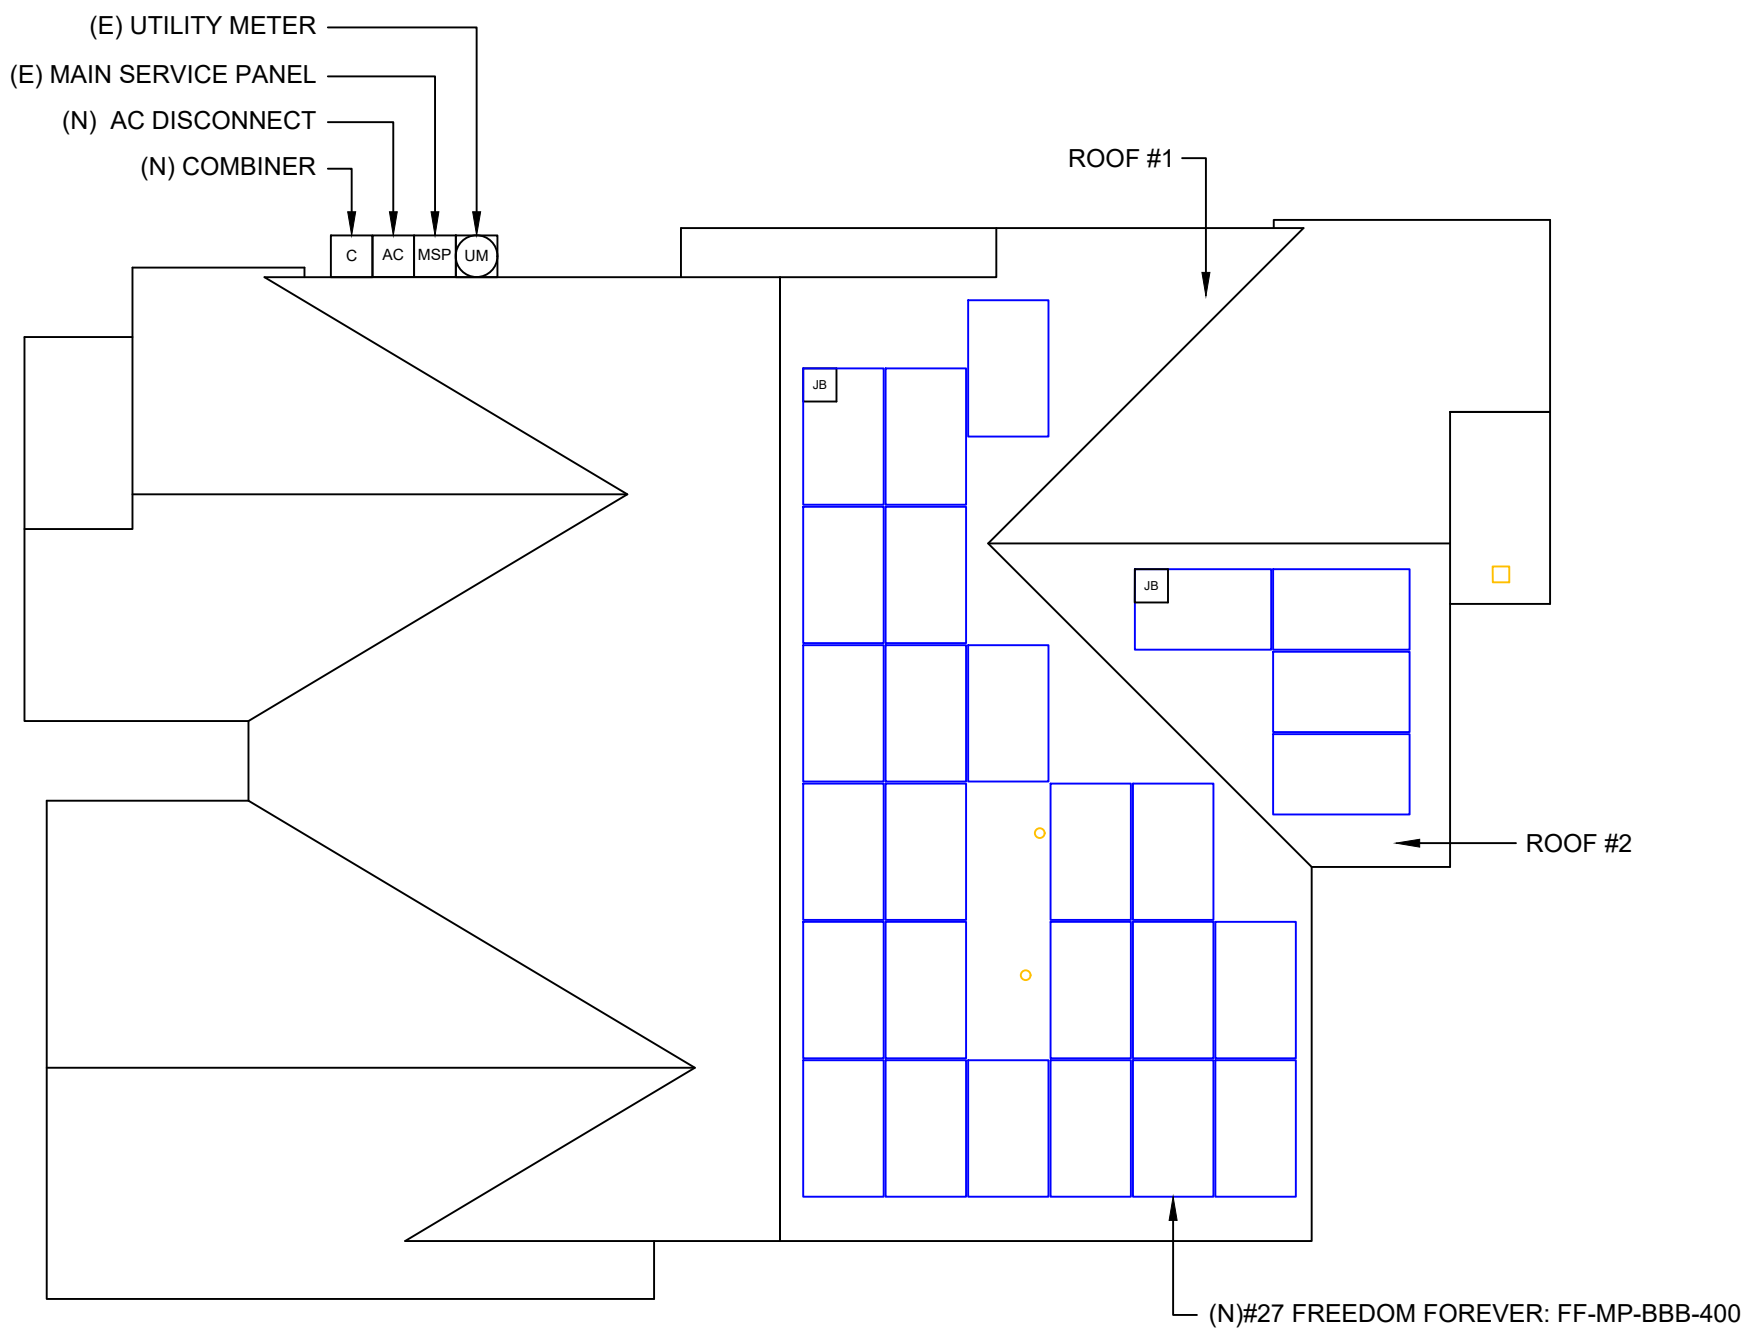 (E) UTILITY METER
(E) MAIN SERVICE PANEL
(N) AC DISCONNECT
(N) COMBINER
ROOF #1
C
AC
MSP
UM
JB
JB
ROOF #2
(N)#27 FREEDOM FOREVER: FF-MP-BBB-400